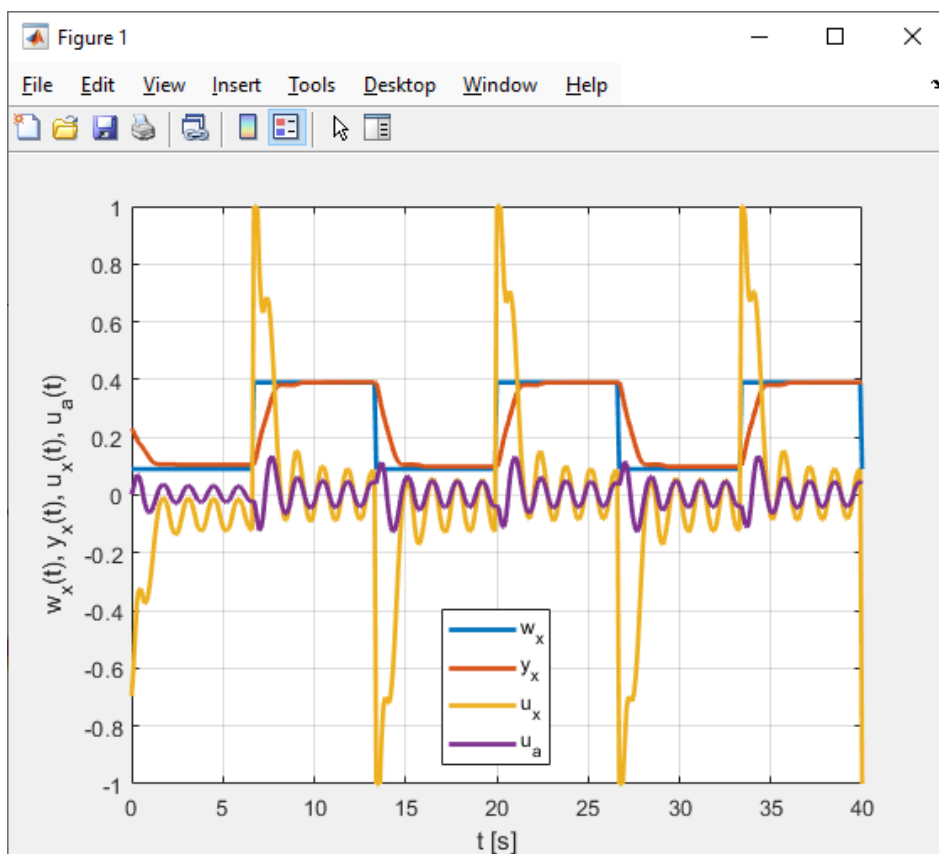 Figure 1
File Edit View Insert Tools Desktop Window Help
w_x(t), y_x(t), u_x(t), u_a(t)
1
0.8
0.6
0.4
0.2
0
-0.2
-0.4
-0.6
-0.8
-1
w_x
y_x
u_x
u_a
0 5 10 15 20 25 30 35 40
t [s]